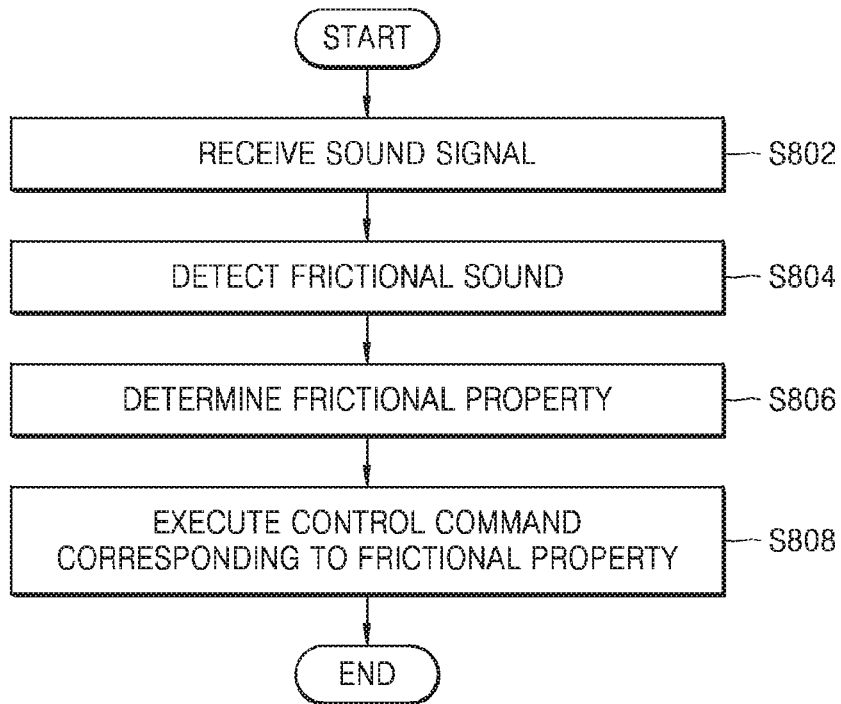 START
RECEIVE SOUND SIGNAL
S802
DETECT FRICTIONAL SOUND
S804
DETERMINE FRICTIONAL PROPERTY
S806
EXECUTE CONTROL COMMAND
CORRESPONDING TO FRICTIONAL PROPERTY
S808
END